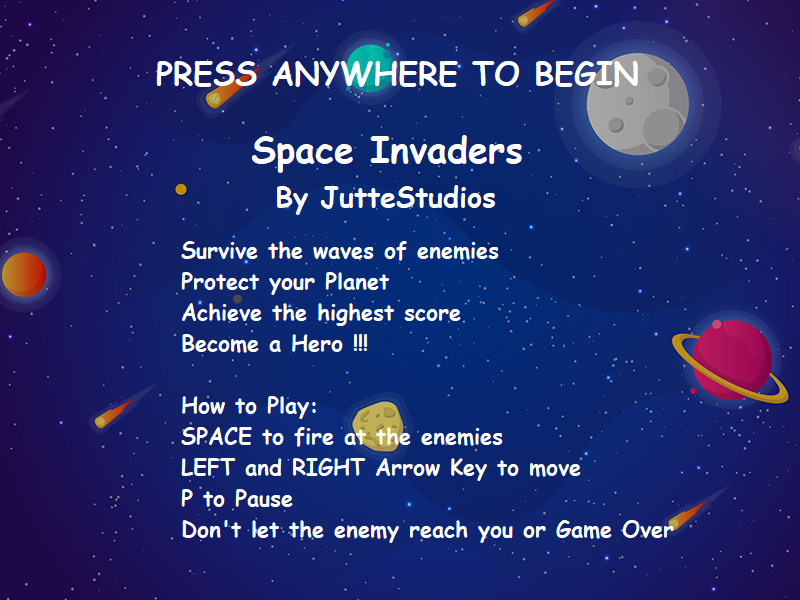 PRESS ANYWHERE TO BEGIN
Space Invaders
By JutteStudios
Survive the waves of enemies
Protect your Planet
Achieve the highest score
Become a Hero !!!
How to Play:
SPACE to fire at the enemies
LEFT and RIGHT Arrow Key to move
P to Pause
Don't let the enemy reach you or Game Over